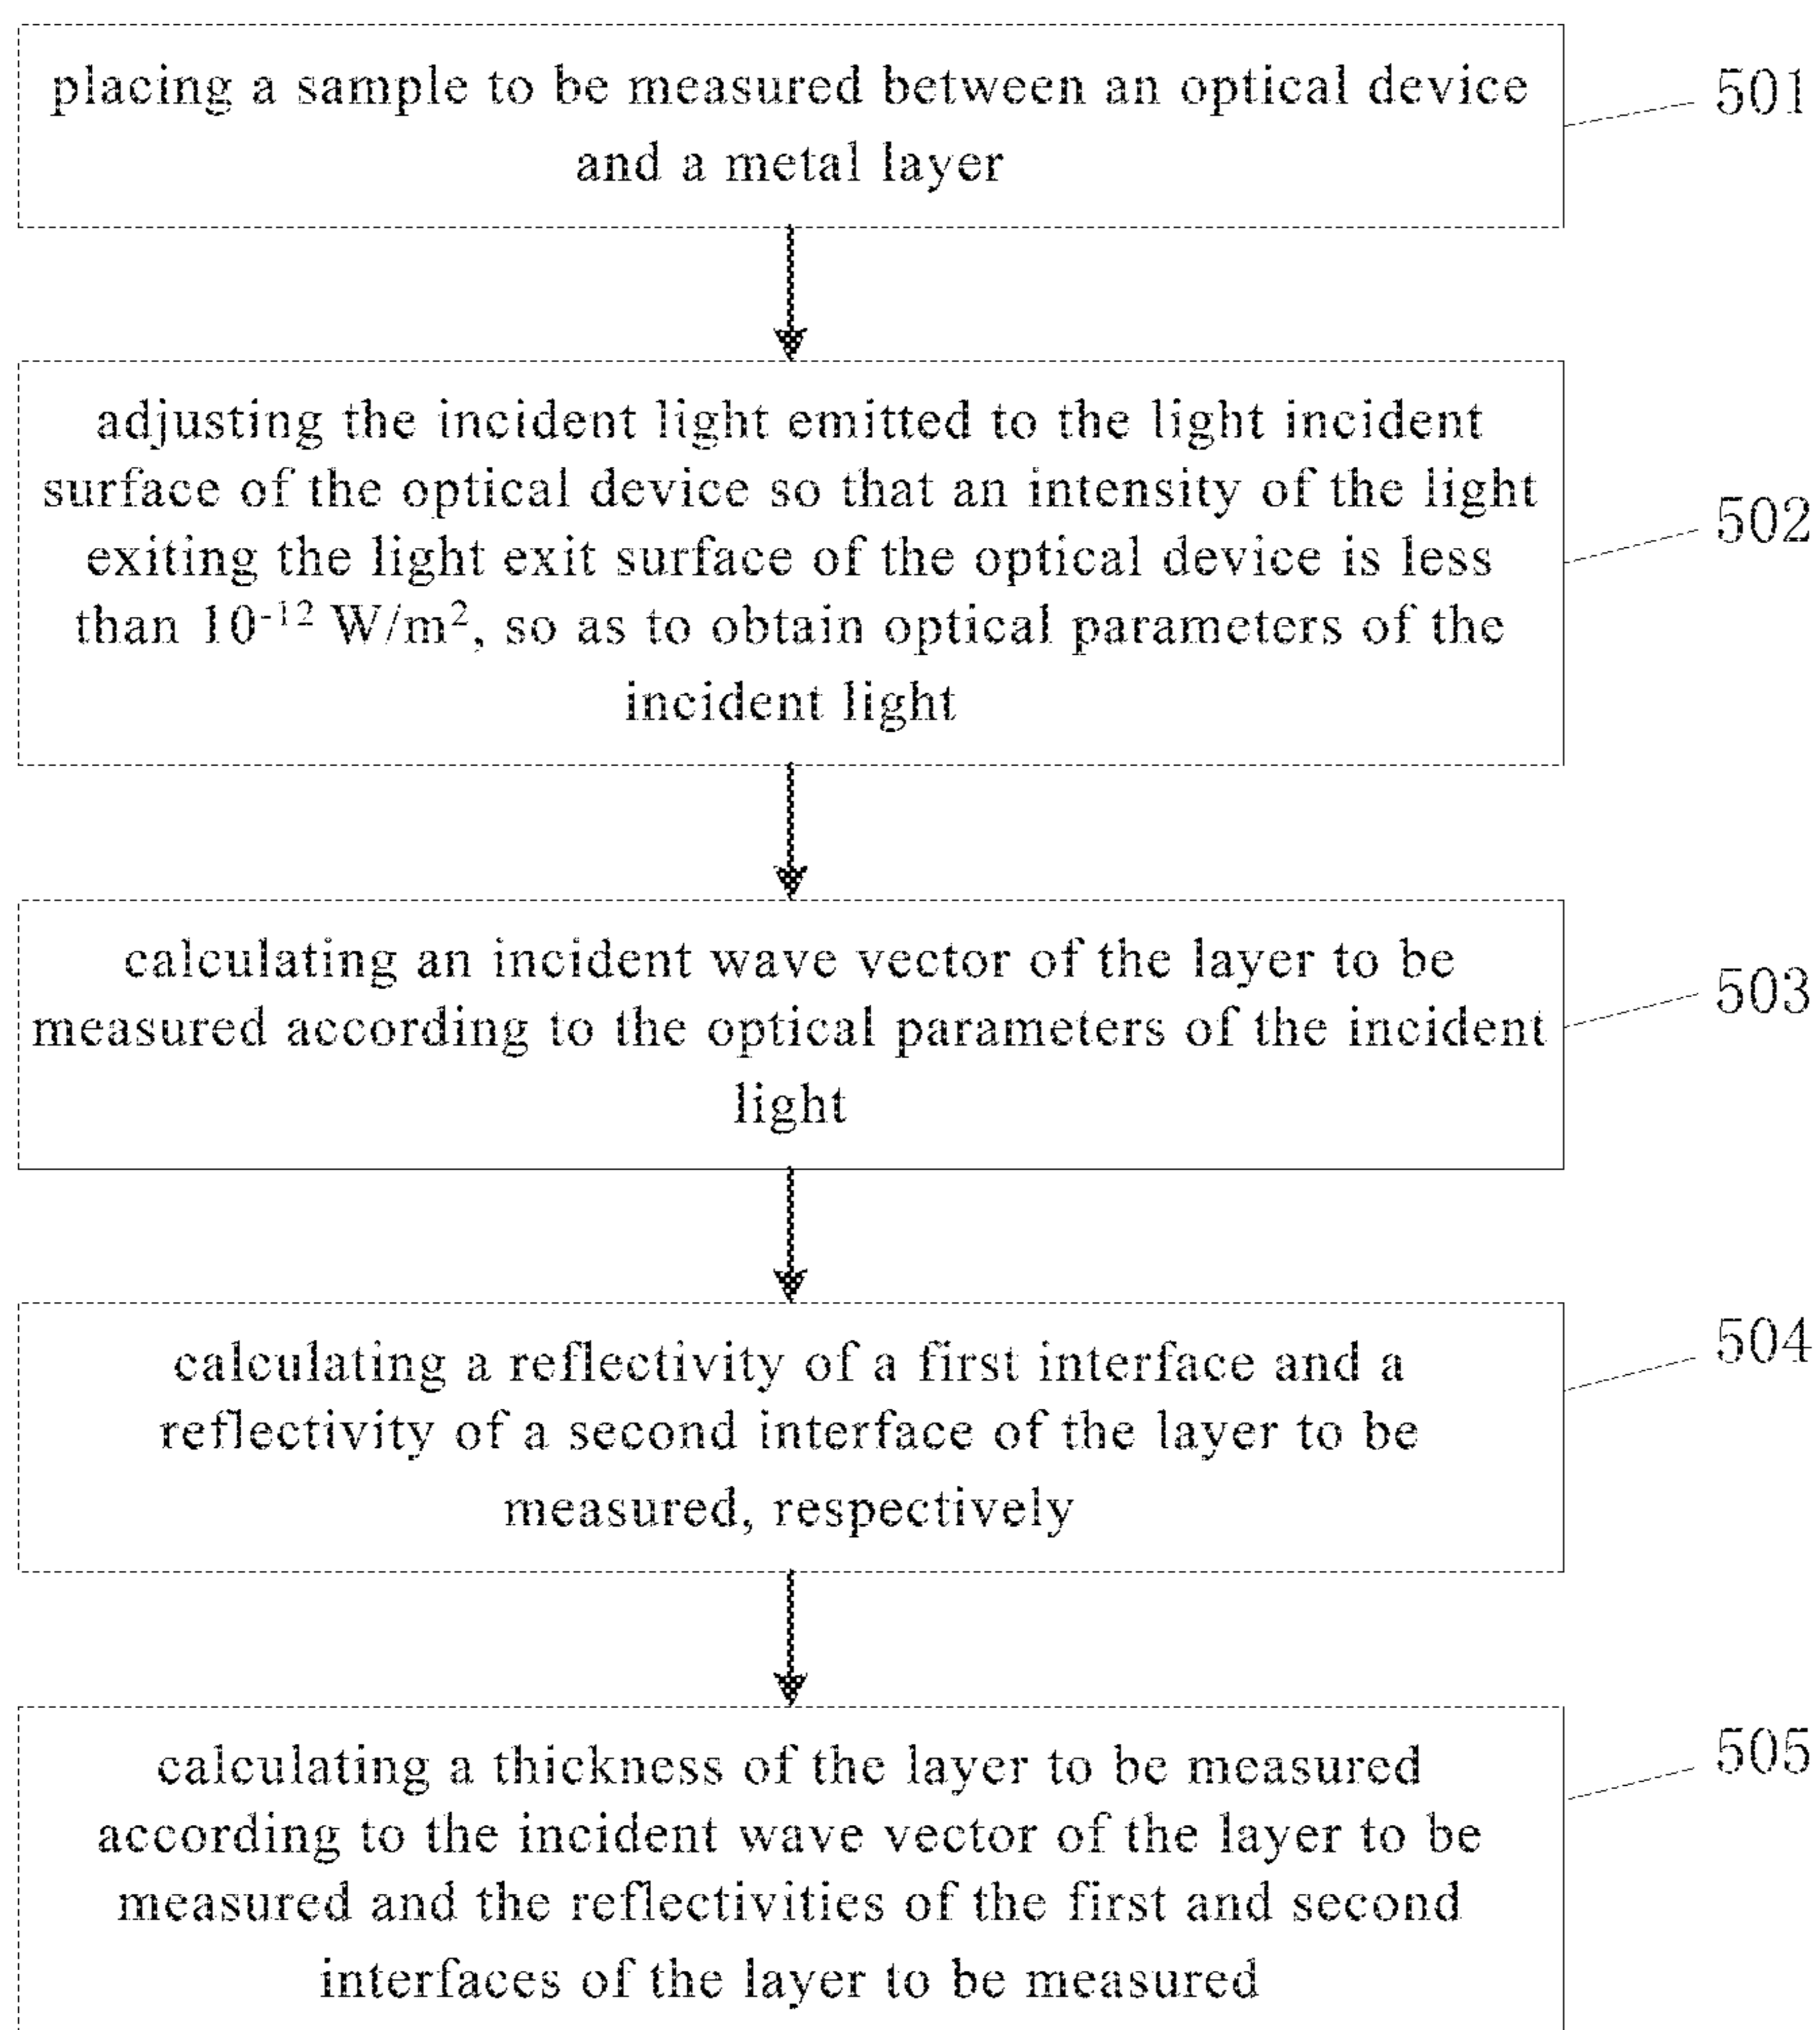 placing a sample to be measured between an optical device
and a metal layer
501
adjusting the incident light emitted to the light incident
surface of the optical device so that an intensity of the light
exiting the light exit surface of the optical device is less
than 10⁻¹² W/m², so as to obtain optical parameters of the
incident light
502
calculating an incident wave vector of the layer to be
measured according to the optical parameters of the incident
light
503
calculating a reflectivity of a first interface and a
reflectivity of a second interface of the layer to be
measured, respectively
504
calculating a thickness of the layer to be measured
according to the incident wave vector of the layer to be
measured and the reflectivities of the first and second
interfaces of the layer to be measured
505